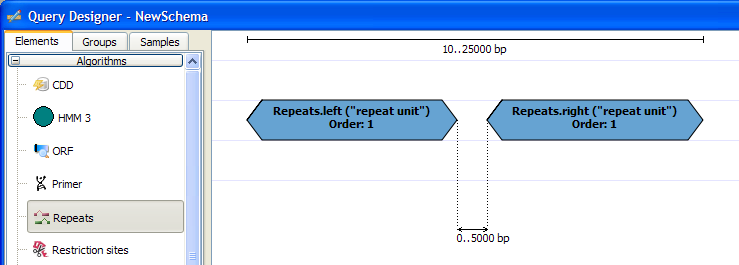 Query Designer - NewSchema
Elements
Groups
Samples
Algorithms
CDD
HMM 3
ORF
Primer
Repeats
Restriction sites
10..25000 bp
Repeats.left ("repeat unit")
Order: 1
Repeats.right ("repeat unit")
Order: 1
0..5000 bp